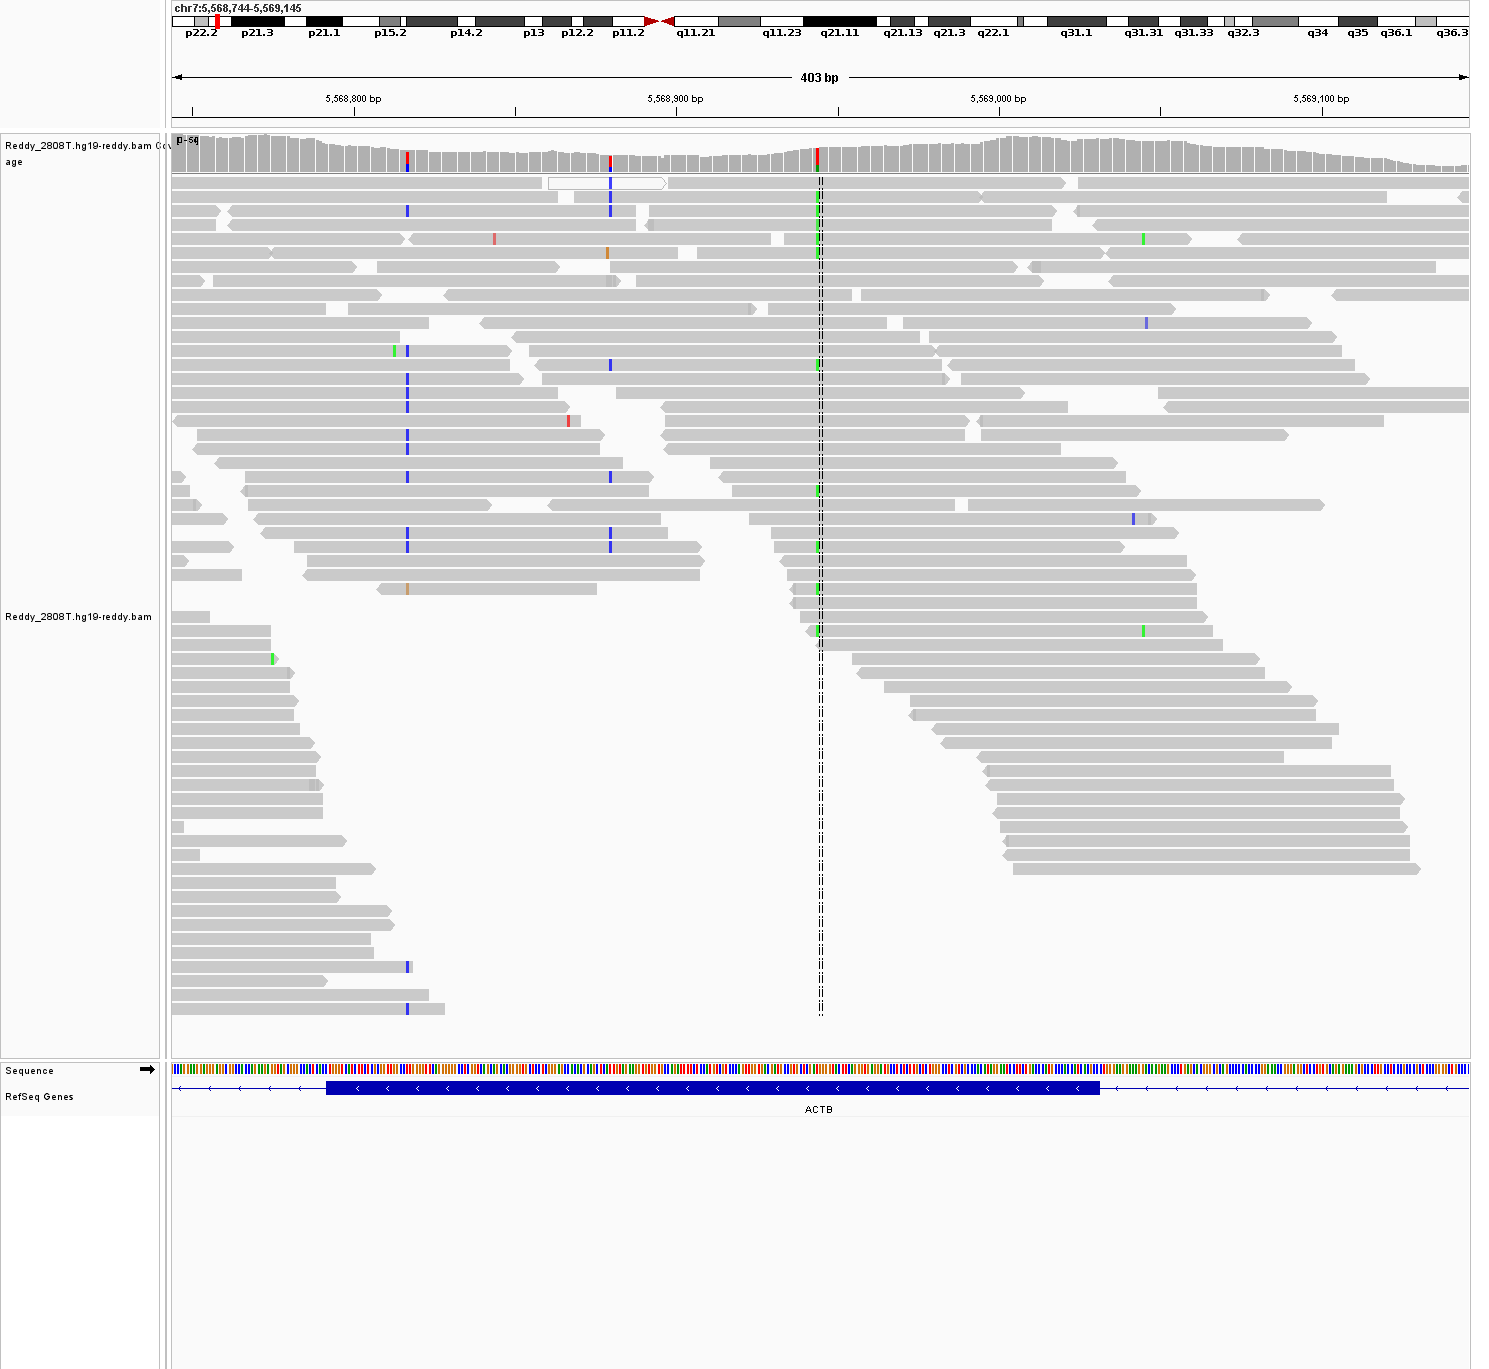 chr7:5,568,744-5,569,145
p22.2 p21.3 p21.1 p15.2 p14.2 p13 p12.2 p11.2 q11.21 q11.23 q21.11 q21.13 q21.3 q22.1 q31.1 q31.31 q31.33 q32.3 q34 q35 q36.1 q36.3
403 bp
5,568,800 bp 5,568,900 bp 5,569,000 bp 5,569,100 bp
Reddy_2808T.hg19-reddy.bam Cov
age
Reddy_2808T.hg19-reddy.bam
Sequence
RefSeq Genes
ACTB